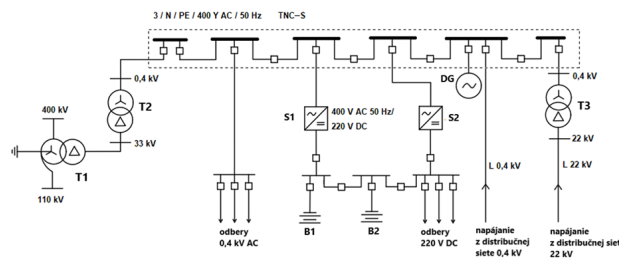 3 / N / PE / 400 Y AC / 50 Hz TNC-S
0,4 kV
T2
400 kV
33 kV
T1
110 kV
S1
400 V AC 50 Hz/
220 V DC
S2
DG
0,4 kV
T3
22 kV
L 0,4 kV
L 22 kV
odbery
0,4 kV AC
B1
B2
odbery
220 V DC
napájanie
z distribučnej
siete 0,4 kV
napájanie
z distribučnej siete
22 kV